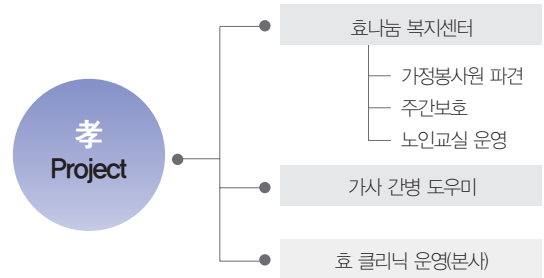 孝
Project
효나눔 복지센터
가정봉사원 파견
주간보호
노인교실 운영
가사 간병 도우미
효 클리닉 운영(본사)